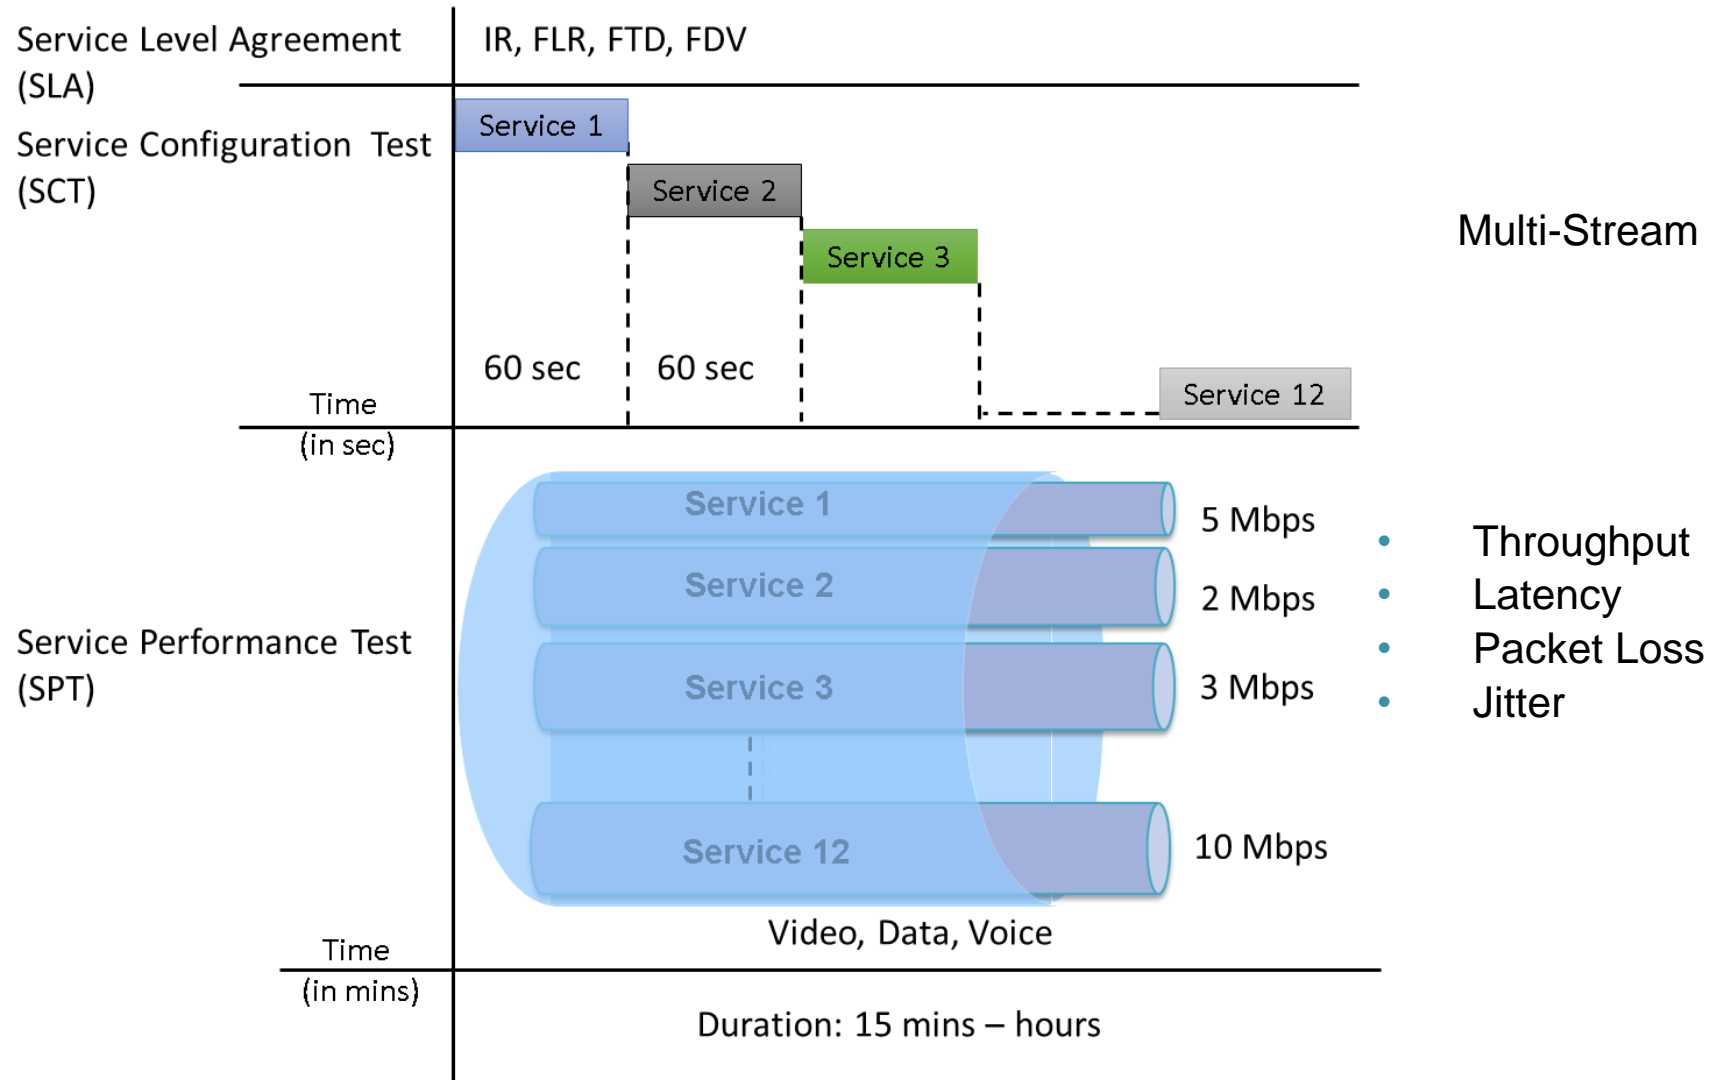 Service Level Agreement
(SLA)
IR, FLR, FTD, FDV
Service Configuration Test
(SCT)
Service 1
Service 2
Service 3
Service 12
60 sec
60 sec
Time
(in sec)
Multi-Stream
Service Performance Test
(SPT)
Service 1
5 Mbps
Service 2
2 Mbps
Service 3
3 Mbps
Service 12
10 Mbps
• Throughput
• Latency
• Packet Loss
• Jitter
Video, Data, Voice
Time
(in mins)
Duration: 15 mins – hours